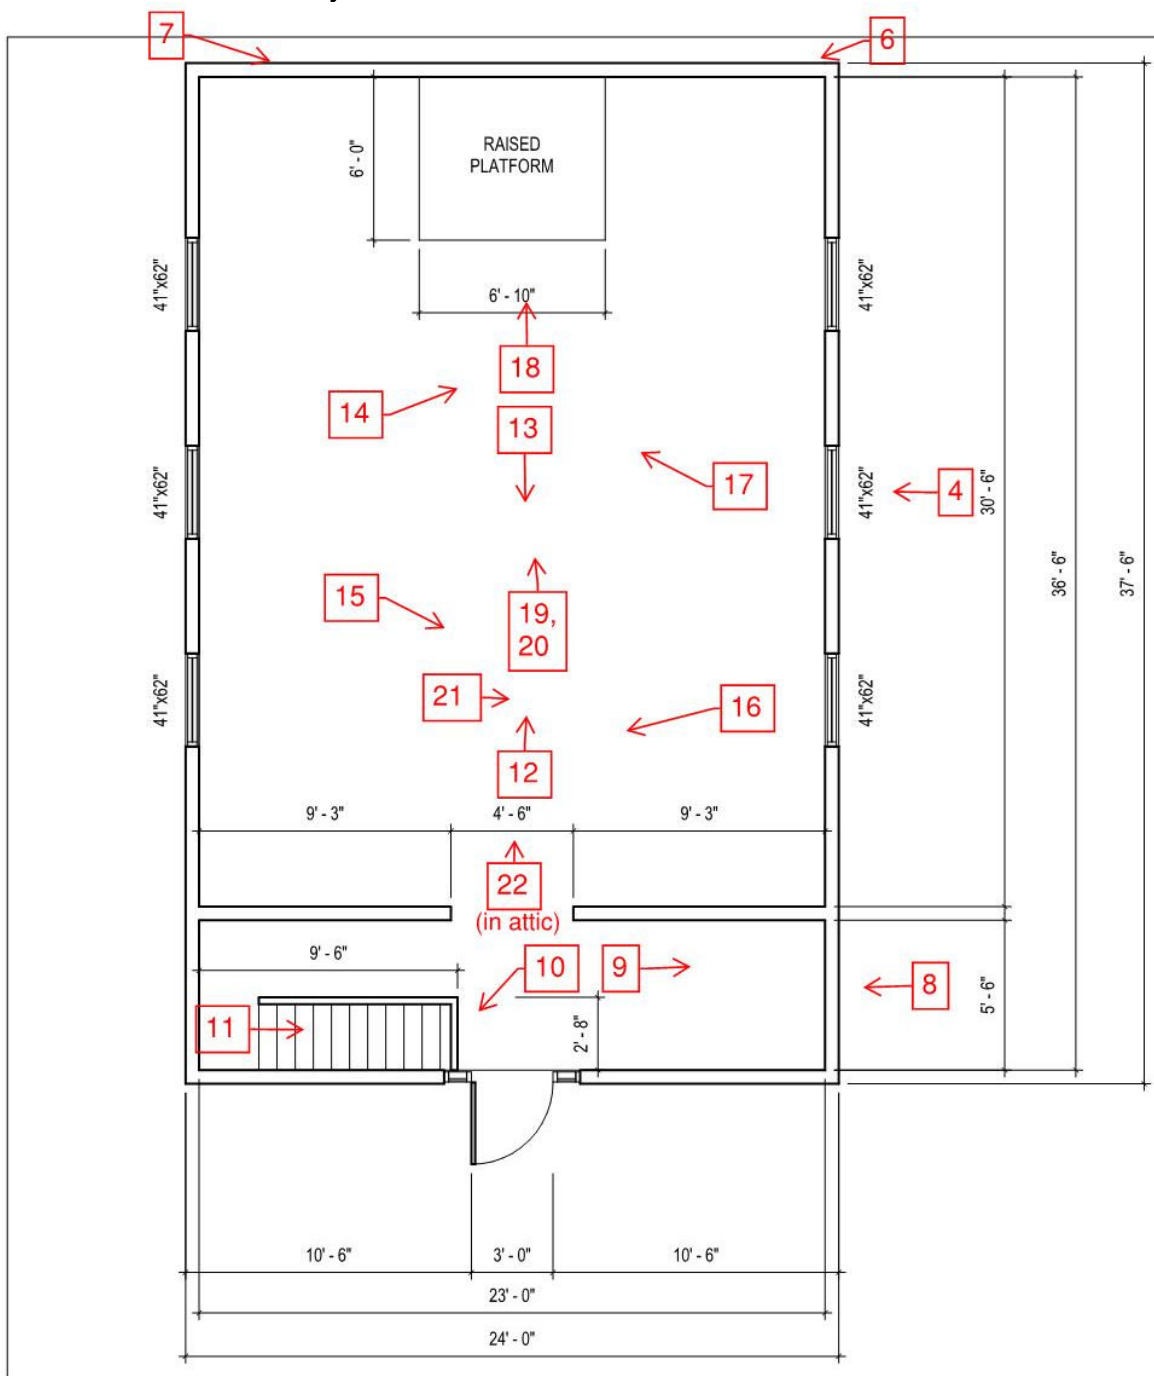 7
6
RAISED
PLATFORM
6' - 0"
41"x62"
41"x62"
6' - 10"
18
14
13
17
41"x62"
41"x62"
4
30' - 6"
36' - 6"
37' - 6"
15
19,
20
21
16
41"x62"
41"x62"
12
9' - 3"
4' - 6"
9' - 3"
22
(in attic)
9' - 6"
10
9
8
5' - 6"
11
2' - 8"
10' - 6"
3' - 0"
10' - 6"
23' - 0"
24' - 0"